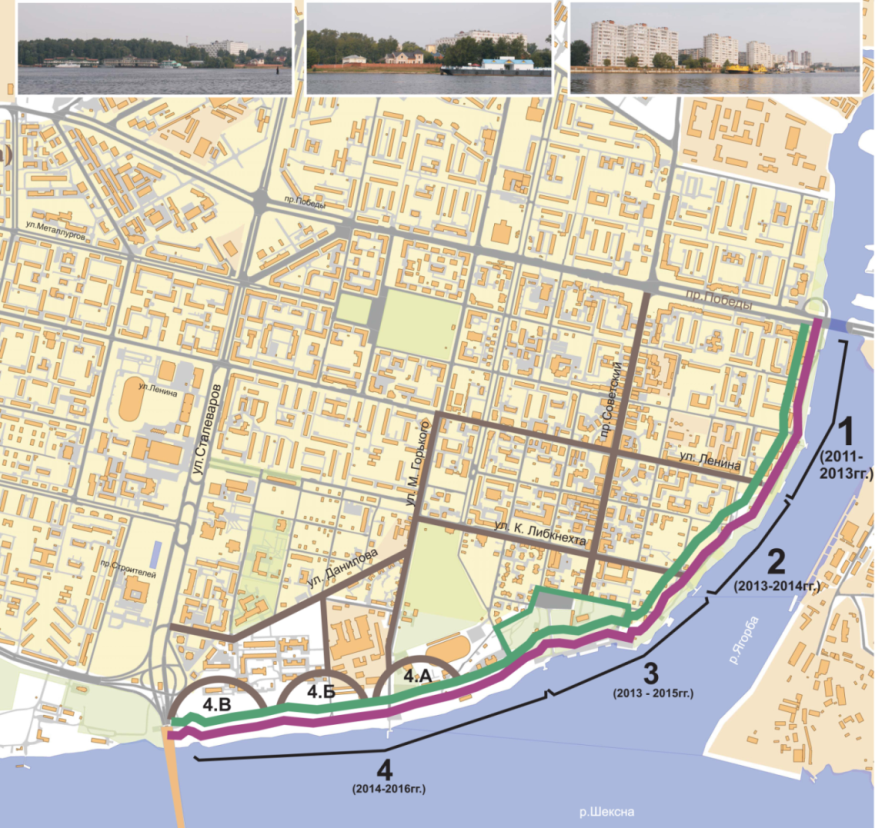 а)
пр.Победы
ул.Металлургов
пр.Победы
ул.Ленина
ул.Сталеваров
ул. М. Горького
пр.Советский
ул. Ленина
1
(2011-
2013гг.)
ул. К. Либкнехта
ул. Данилова
пр.Строителей
2
(2013-2014гг.)
р.Ягорба
3
(2013 - 2015гг.)
4.А
4.Б
4.В
4
(2014-2016гг.)
р.Шексна